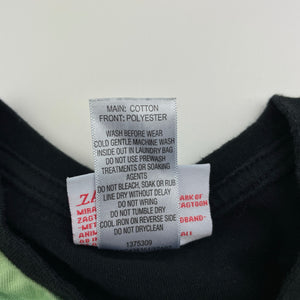 MAIN: COTTON
FRONT: POLYESTER
WASH BEFORE WEAR
COLD GENTLE MACHINE WASH
INSIDE OUT IN LAUNDRY BAG
DO NOT USE PREWASH
TREATMENTS OR SOAKING
AGENTS
DO NOT BLEACH, SOAK OR RUB
LINE DRY WITHOUT DELAY
DO NOT WRING
DO NOT TUMBLE DRY
COOL IRON ON REVERSE SIDE
DO NOT DRYCLEAN
1375309